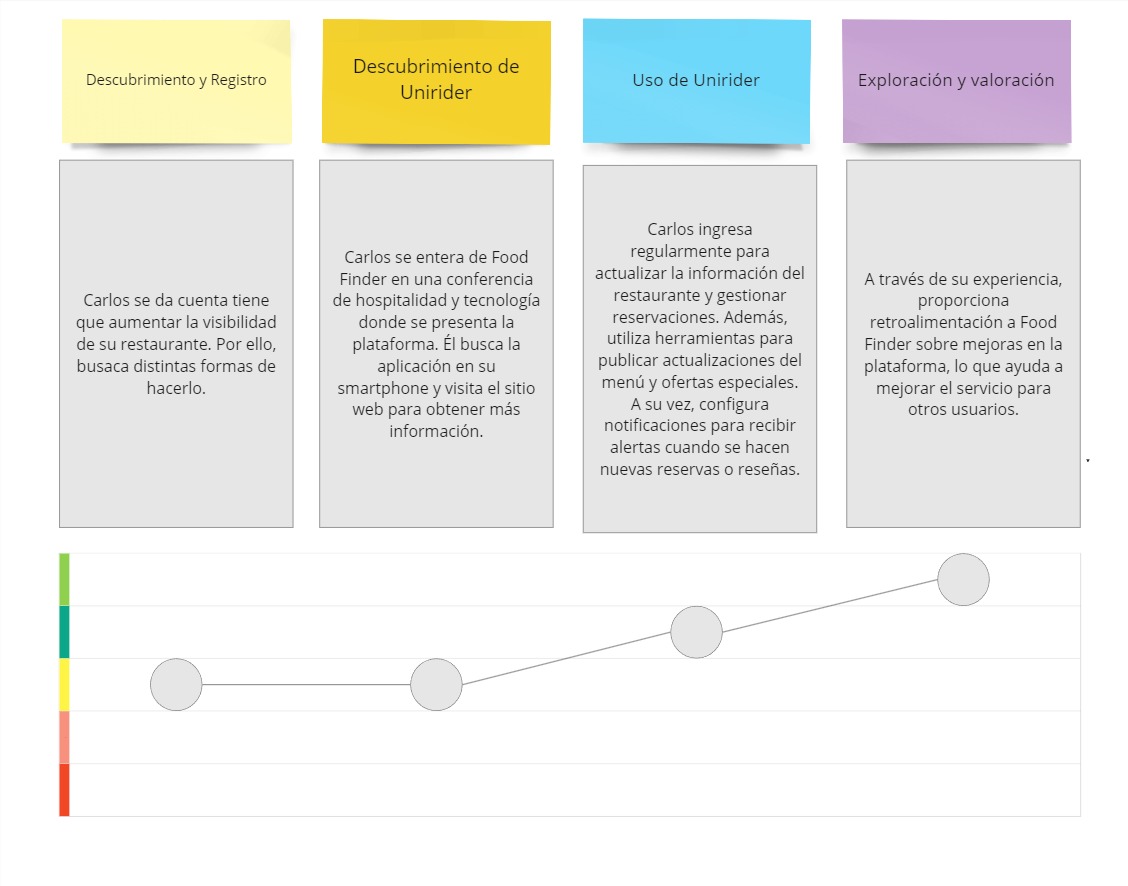 Descubrimiento y Registro
Descubrimiento de
Unirider
Uso de Unirider
Exploración y valoración
Carlos se da cuenta tiene
que aumentar la visibilidad
de su restaurante. Por ello,
busaca distintas formas de
hacerlo.
Carlos se entera de Food
Finder en una conferencia
de hospitalidad y tecnología
donde se presenta la
plataforma. Él busca la
aplicación en su
smartphone y visita el sitio
web para obtener más
información.
Carlos ingresa
regularmente para
actualizar la información del
restaurante y gestionar
reservaciones. Además,
utiliza herramientas para
publicar actualizaciones del
menú y ofertas especiales.
A su vez, configura
notificaciones para recibir
alertas cuando se hacen
nuevas reservas o reseñas.
A través de su experiencia,
proporciona
retroalimentación a Food
Finder sobre mejoras en la
plataforma, lo que ayuda a
mejorar el servicio para
otros usuarios.